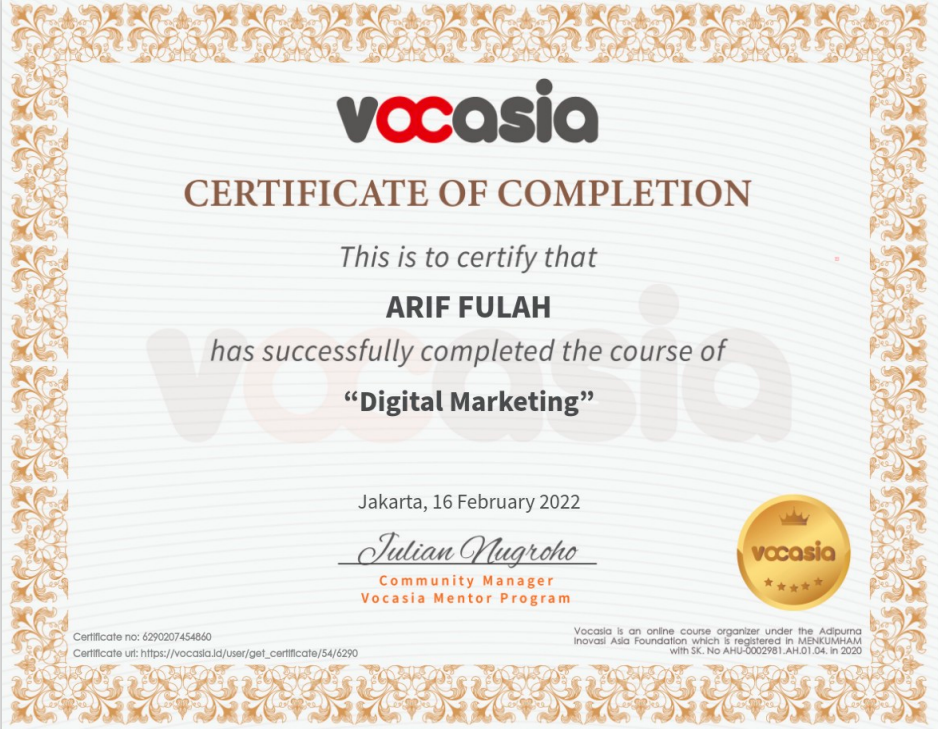 vocasia
CERTIFICATE OF COMPLETION
This is to certify that
ARIF FULAH
has successfully completed the course of
“Digital Marketing”
Jakarta, 16 February 2022
Julian Nugroho
Community Manager
Vocasia Mentor Program
vocasia
Certificate no: 6290207454860
Certificate url: https://vocasia.id/user/get_certificate/54/6290
Vocasia is an online course organizer under the Adipurna
Inovasi Asia Foundation which is registered in MENKUMHAM
with SK. No AHU-0002981.AH.01.04. in 2020
vocasia